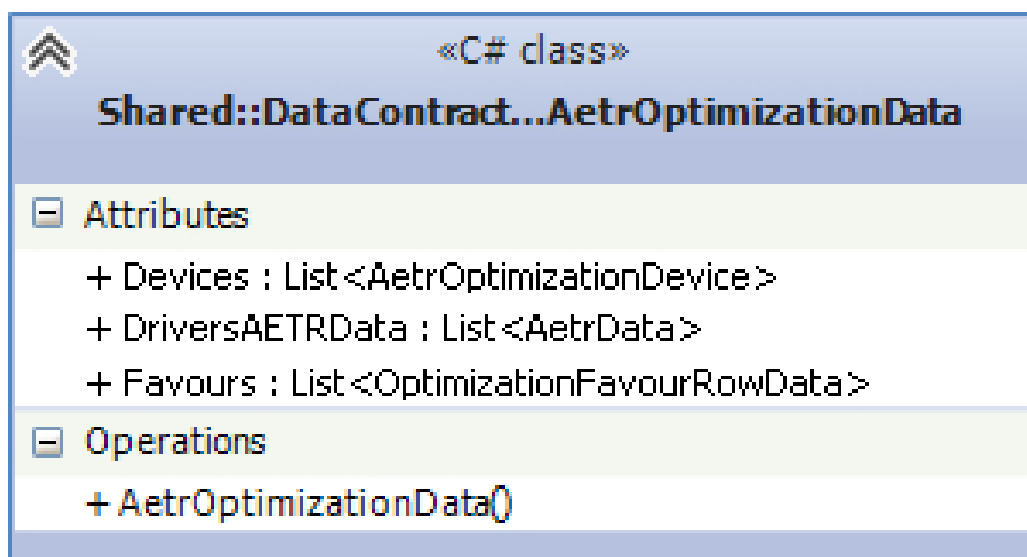 «C# class»
Shared::DataContract...AetrOptimizationData
Attributes
+ Devices : List<AetrOptimizationDevice>
+ DriversAETRData : List<AetrData>
+ Favours : List<OptimizationFavourRowData>
Operations
+ AetrOptimizationData()